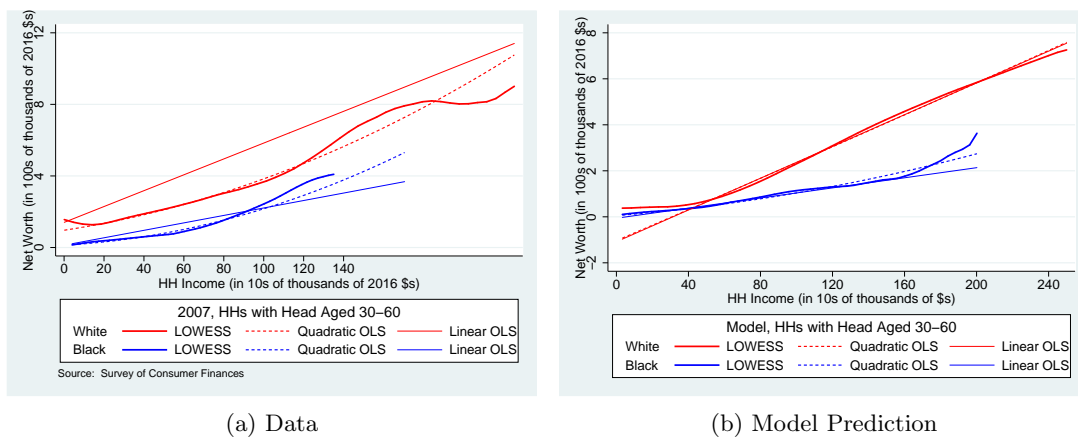 Net Worth (in 100s of thousands of 2016 $s)
12
8
4
0
0 20 40 60 80 100 120 140
HH Income (in 10s of thousands of 2016 $s)
2007, HHs with Head Aged 30−60
White LOWESS Quadratic OLS Linear OLS
Black LOWESS Quadratic OLS Linear OLS
Source: Survey of Consumer Finances
(a) Data
Net Worth (in 100s of thousands of 2016 $s)
8
6
4
2
0
−2
0 40 80 120 160 200 240
HH Income (in 10s of thousands of $s)
Model, HHs with Head Aged 30−60
White LOWESS Quadratic OLS Linear OLS
Black LOWESS Quadratic OLS Linear OLS
(b) Model Prediction